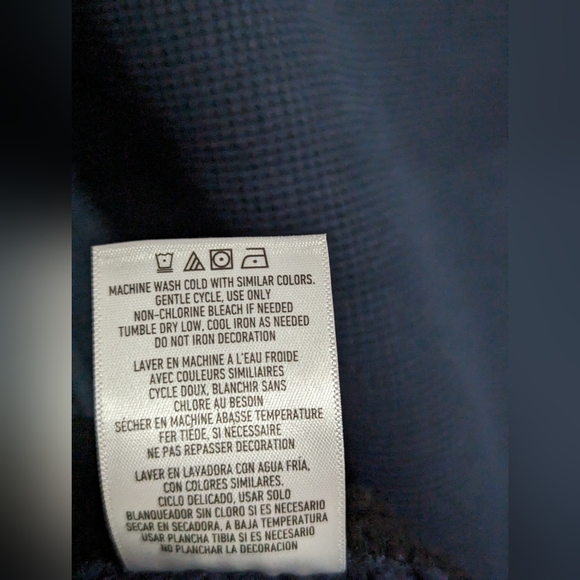 MACHINE WASH COLD WITH SIMILAR COLORS.
GENTLE CYCLE, USE ONLY
NON-CHLORINE BLEACH IF NEEDED
TUMBLE DRY LOW, COOL IRON AS NEEDED
DO NOT IRON DECORATION
LAVER EN MACHINE À L'EAU FROIDE
AVEC COULEURS SIMILIAIRES
CYCLE DOUX, BLANCHIR SANS
CHLORE AU BESOIN
SÉCHER EN MACHINE ABASSE TEMPERATURE
FER TIÉDE, SI NÉCESSAIRE
NE PAS REPASSER DECORATION
LAVER EN LAVADORA CON AGUA FRÍA,
CON COLORES SIMILARES.
CICLO DELICADO, USAR SOLO
BLANQUEADOR SIN CLORO SI ES NECESARIO
SECAR EN SECADORA, A BAJA TEMPERATURA
USAR PLANCHA TIBIA SI ES NECESARIO
NO PLANCHAR LA DECORACIÓN